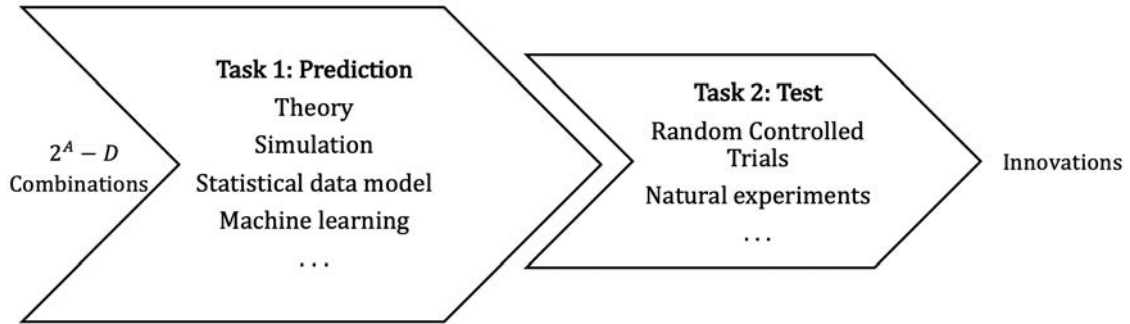 2^A − D
Combinations
Task 1: Prediction
Theory
Simulation
Statistical data model
Machine learning
. . .
Task 2: Test
Random Controlled
Trials
Natural experiments
. . .
Innovations